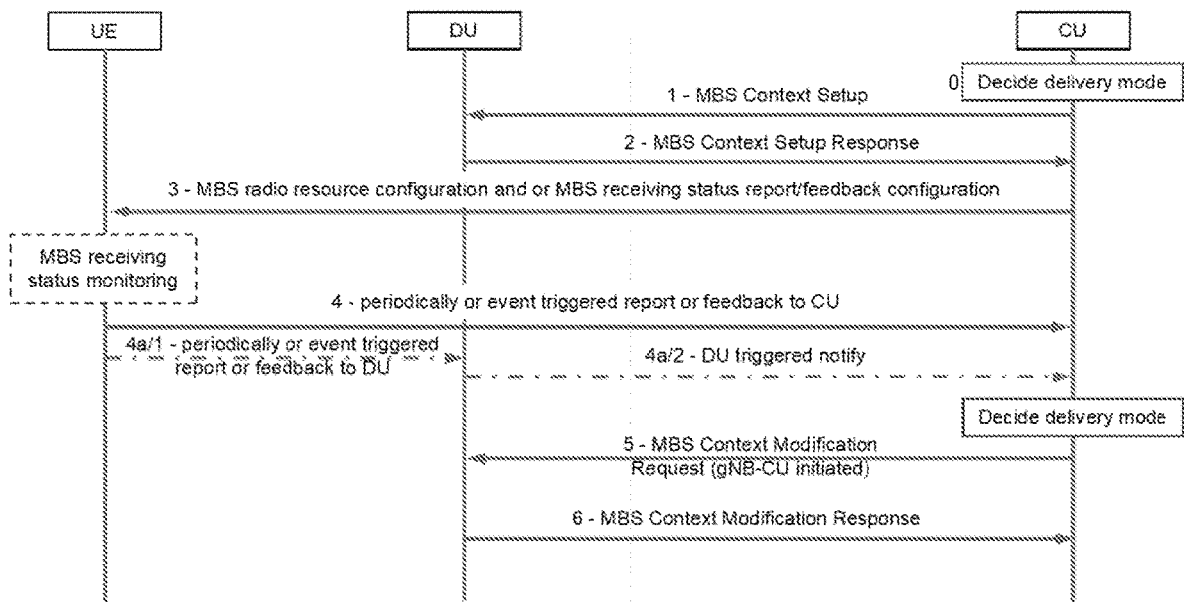 UE
DU
CU
0
Decide delivery mode
1 - MBS Context Setup
2 - MBS Context Setup Response
3 - MBS radio resource configuration and or MBS receiving status report/feedback configuration
MBS receiving
status monitoring
4 - periodically or event triggered report or feedback to CU
4a/1 - periodically or event triggered
report or feedback to DU
4a/2 - DU triggered notify
Decide delivery mode
5 - MBS Context Modification
Request (gNB-CU initiated)
6 - MBS Context Modification Response